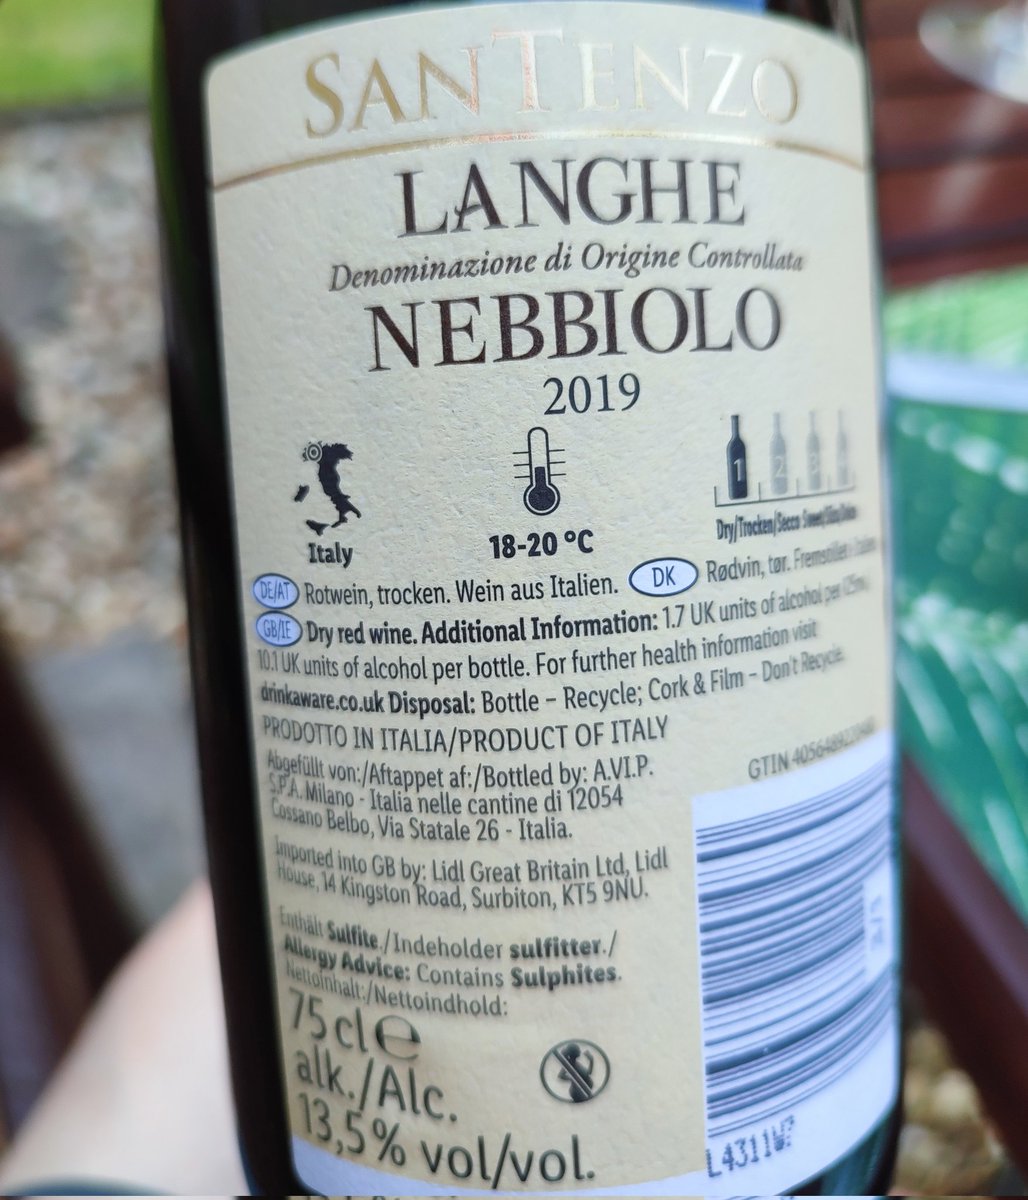 SANTENZO
LANGHE
Denominazione di Origine Controllata
NEBBIOLO
2019
1 2 3
Italy
18-20 °C
Dry/Trocken/Secco
DE/AT Rotwein, trocken. Wein aus Italien. DK Rødvin, tør. Fremstillet i Italien
GB/IE Dry red wine. Additional Information: 1.7 UK units of alcohol per 125ml,
10.1 UK units of alcohol per bottle. For further health information visit
drinkaware.co.uk Disposal: Bottle – Recycle; Cork & Film – Don't Recycle.
PRODOTTO IN ITALIA/PRODUCT OF ITALY
Abgefüllt von:/Aftappet af:/Bottled by: A.VI.P.
S.P.A. Milano - Italia nelle cantine di 12054
Cossano Belbo, Via Statale 26 - Italia.
GTIN
Imported into GB by: Lidl Great Britain Ltd, Lidl
House, 14 Kingston Road, Surbiton, KT5 9NU.
Enthält Sulfite./Indeholder sulfitter./
Allergy Advice: Contains Sulphites.
Nettoinhalt:/Nettoindhold:
75 cl e
alk./Alc.
13,5% vol/vol.